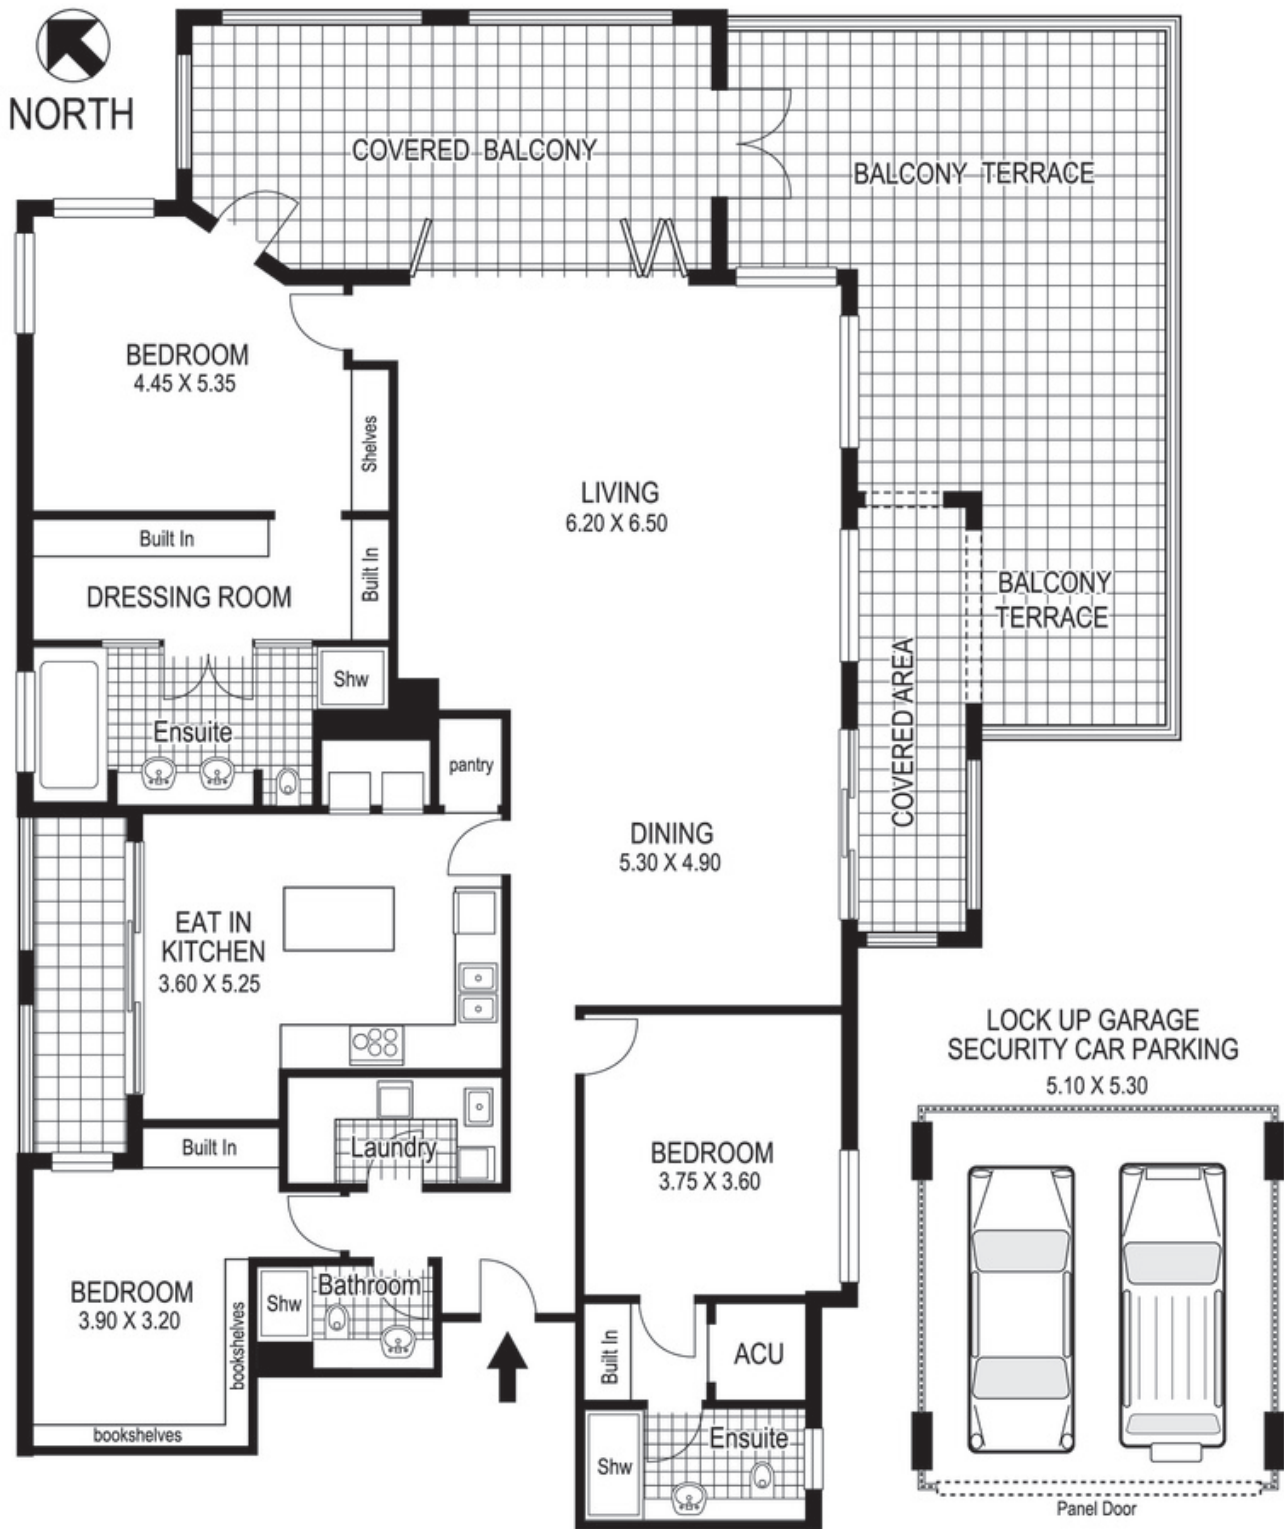 NORTH
COVERED BALCONY
BALCONY TERRACE
BEDROOM
4.45 X 5.35
Shelves
LIVING
6.20 X 6.50
Built In
Built In
DRESSING ROOM
BALCONY
TERRACE
COVERED AREA
Shw
Ensuite
pantry
DINING
5.30 X 4.90
EAT IN
KITCHEN
3.60 X 5.25
LOCK UP GARAGE
SECURITY CAR PARKING
5.10 X 5.30
Laundry
Built In
BEDROOM
3.75 X 3.60
BEDROOM
3.90 X 3.20
bookshelves
bookshelves
Shw
Bathroom
Built In
ACU
Shw
Ensuite
Panel Door